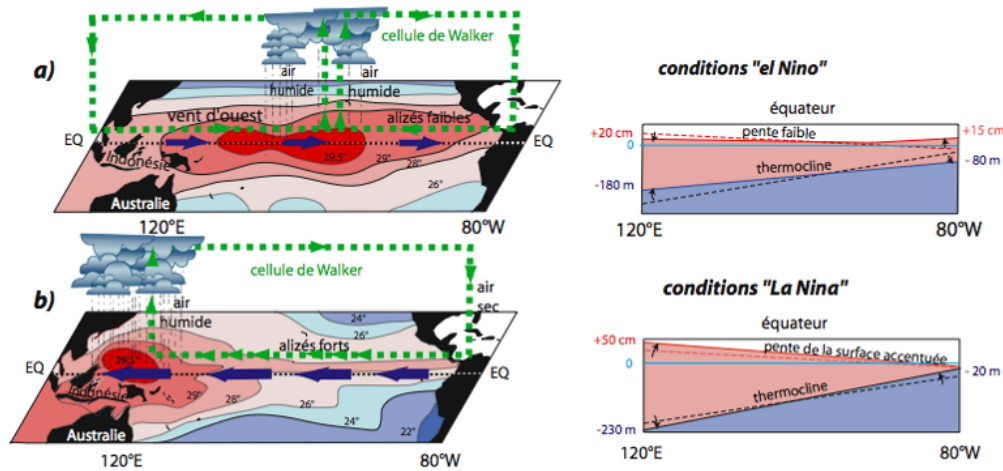 cellule de Walker
a)
air
humide
air
humide
conditions "el Nino"
vent d'ouest
alizés faibles
EQ
EQ
Indonésie
29,5°
29°
28°
26°
Australie
120°E
80°W
équateur
+20 cm
pente faible
+15 cm
0
thermocline
- 80 m
-180 m
120°E
80°W
cellule de Walker
b)
air
humide
air
sec
conditions "La Nina"
24°
26°
alizés forts
EQ
EQ
29,5°
Indonésie
29°
28°
26°
24°
22°
Australie
120°E
80°W
équateur
+50 cm
pente de la surface accentuée
0
- 20 m
thermocline
-230 m
120°E
80°W